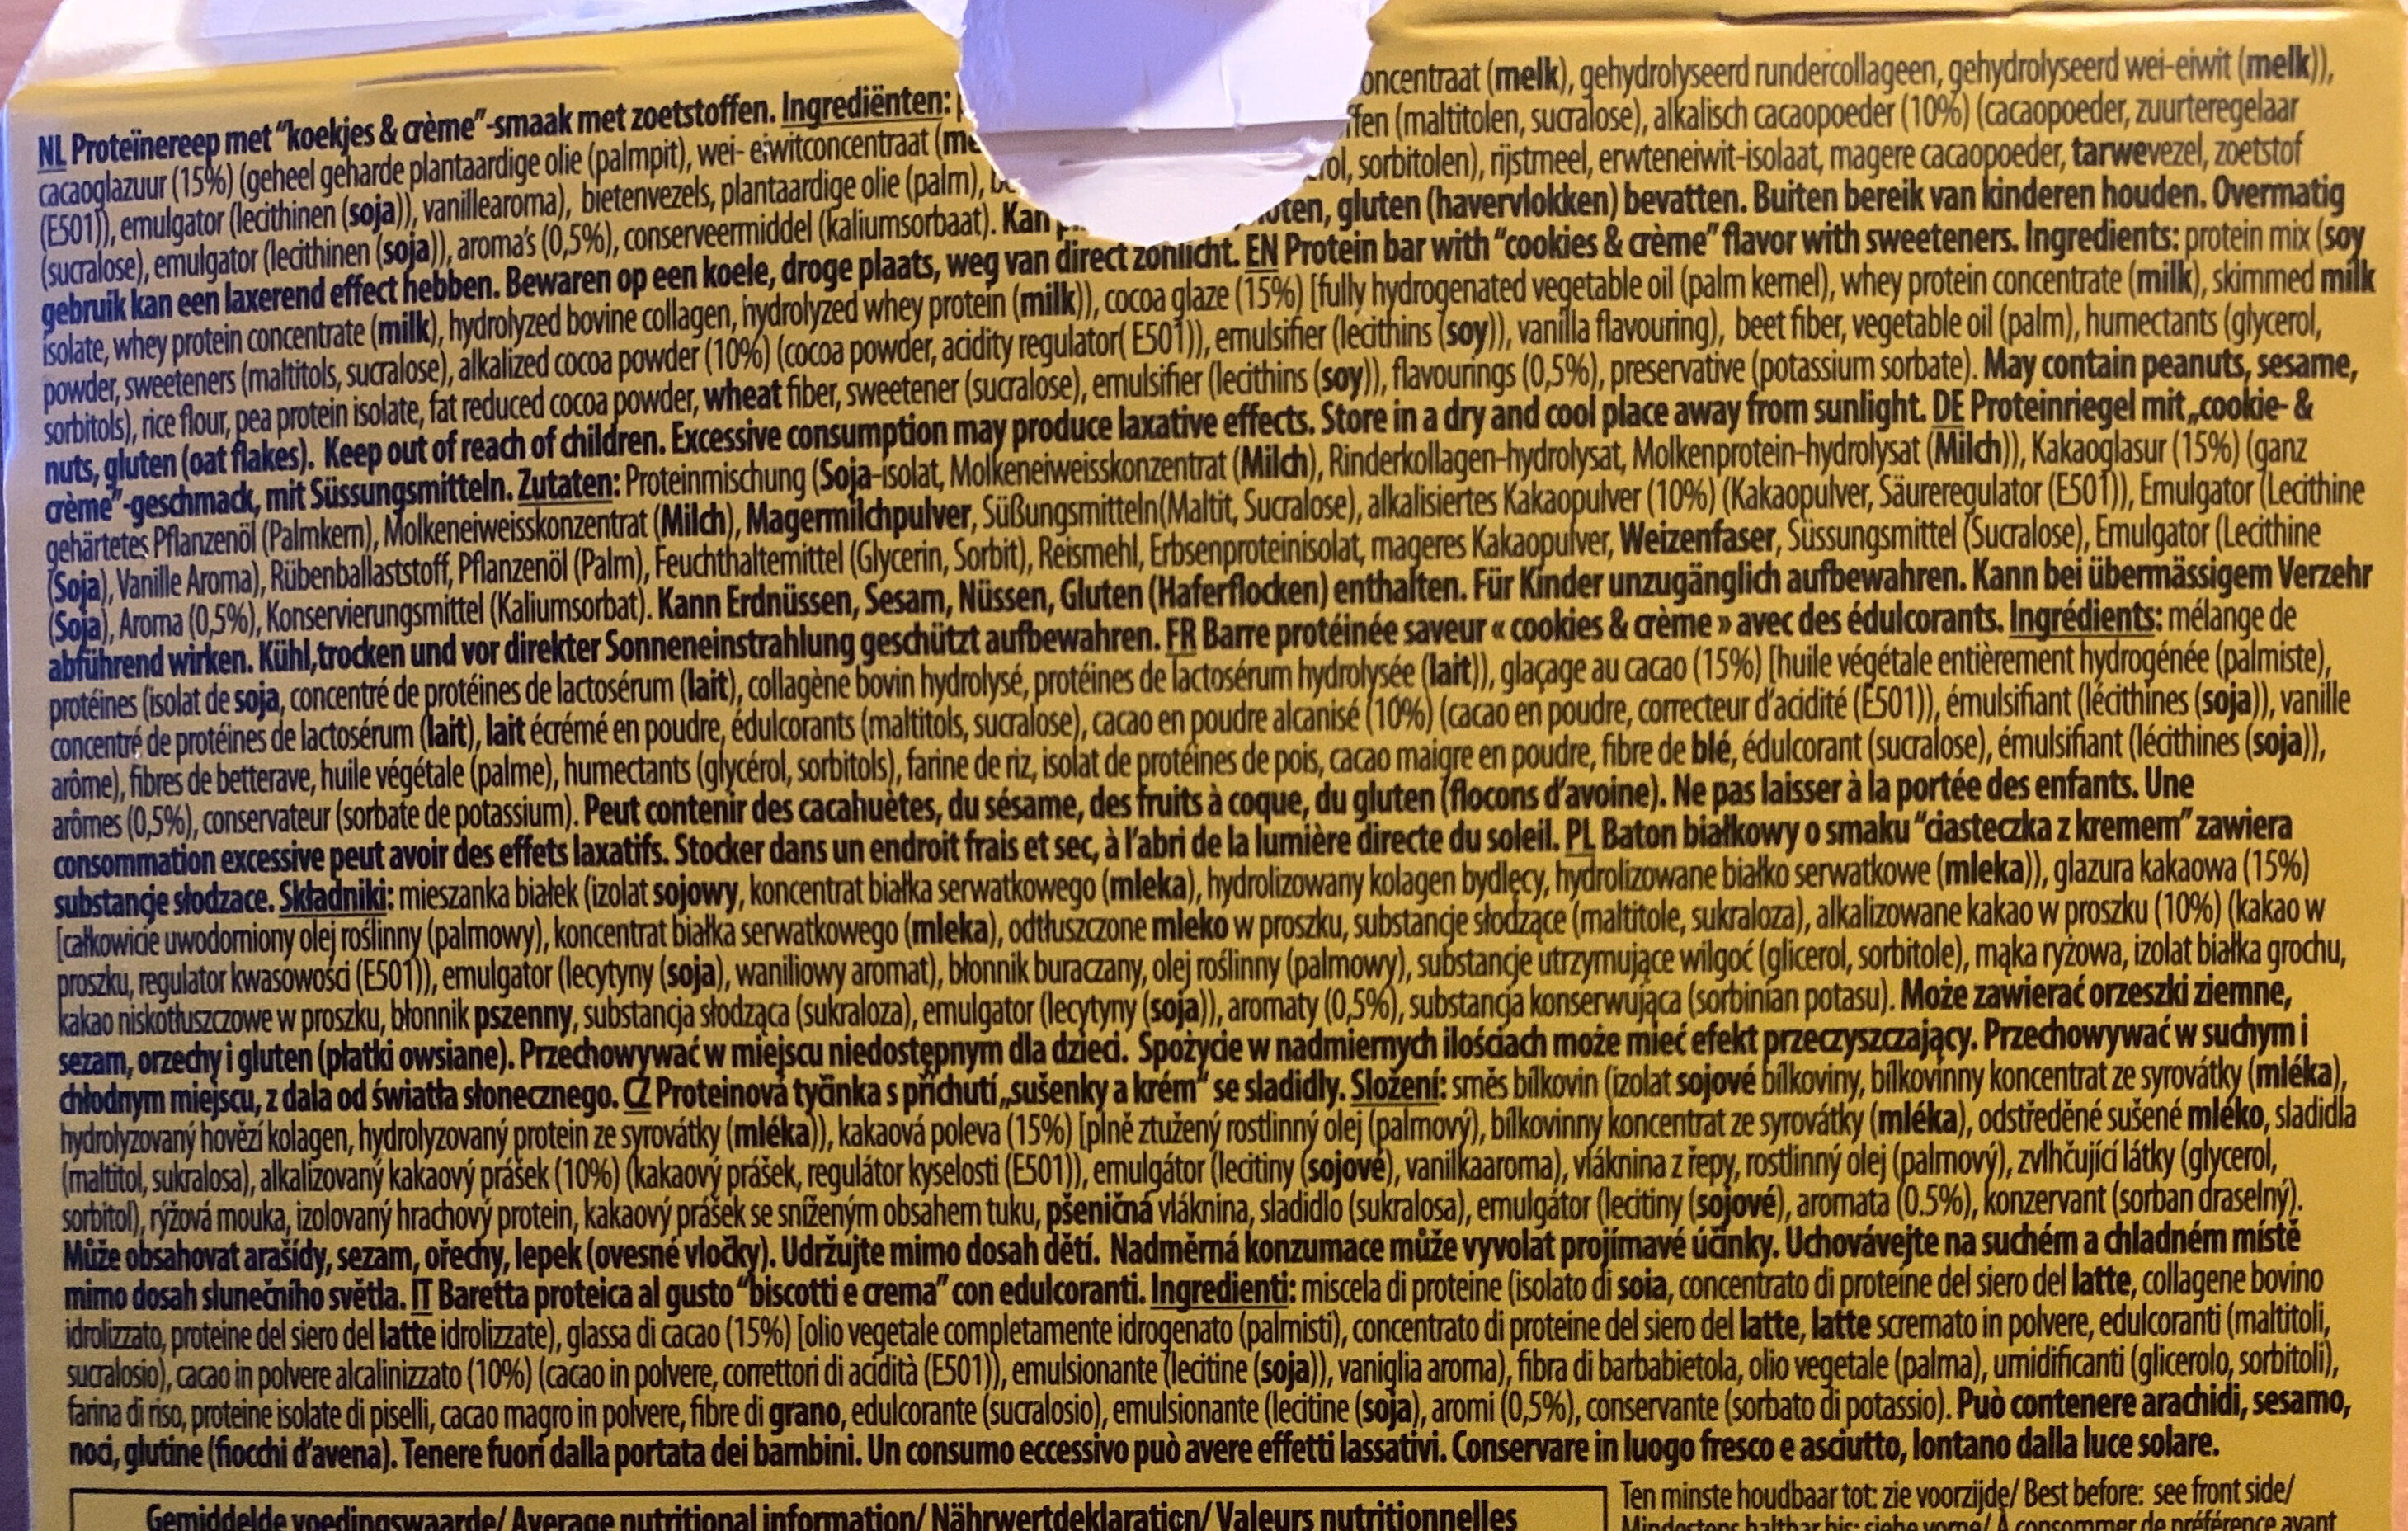 NL Proteïnereep met “koekjes & crème”-smaak met zoetstoffen. Ingrediënten: oncentraat (melk), gehydrolyseerd rundercollageen, gehydrolyseerd wei-eiwit (melk)),
cacaoglazuur (15%) (geheel geharde plantaardige olie (palmpit), wei- eiwitconcentraat (me ffen (maltitolen, sucralose), alkalisch cacaopoeder (10%) (cacaopoeder, zuurteregelaar
(E501)), emulgator (lecithinen (soja)), vanillearoma), bietenvezels, plantaardige olie (palm), rol, sorbitolen), rijstmeel, erwteneiwit-isolaat, magere cacaopoeder, tarwevezel, zoetstof
(sucralose), emulgator (lecithinen (soja)), aroma’s (0,5%), conserveermiddel (kaliumsorbaat). Kan oten, gluten (havervlokken) bevatten. Buiten bereik van kinderen houden. Overmatig
gebruik kan een laxerend effect hebben. Bewaren op een koele, droge plaats, weg van direct zonlicht. EN Protein bar with “cookies & crème” flavor with sweeteners. Ingredients: protein mix (soy
isolate, whey protein concentrate (milk), hydrolyzed bovine collagen, hydrolyzed whey protein (milk)), cocoa glaze (15%) [fully hydrogenated vegetable oil (palm kernel), whey protein concentrate (milk), skimmed milk
powder, sweeteners (maltitols, sucralose), alkalized cocoa powder (10%) (cocoa powder, acidity regulator( E501)), emulsifier (lecithins (soy)), vanilla flavouring), beet fiber, vegetable oil (palm), humectants (glycerol,
sorbitols), rice flour, pea protein isolate, fat reduced cocoa powder, wheat fiber, sweetener (sucralose), emulsifier (lecithins (soy)), flavourings (0,5%), preservative (potassium sorbate). May contain peanuts, sesame,
nuts, gluten (oat flakes). Keep out of reach of children. Excessive consumption may produce laxative effects. Store in a dry and cool place away from sunlight. DE Proteinriegel mit „cookie- &
crème”-geschmack, mit Süssungsmitteln. Zutaten: Proteinmischung (Soja-isolat, Molkeneiweisskonzentrat (Milch), Rinderkollagen-hydrolysat, Molkenprotein-hydrolysat (Milch)), Kakaoglasur (15%) (ganz
gehärtetes Pflanzenöl (Palmkern), Molkeneiweisskonzentrat (Milch), Magermilchpulver, Süßungsmitteln(Maltit, Sucralose), alkalisiertes Kakaopulver (10%) (Kakaopulver, Säureregulator (E501)), Emulgator (Lecithine
(Soja), Vanille Aroma), Rübenballaststoff, Pflanzenöl (Palm), Feuchthaltemittel (Glycerin, Sorbit), Reismehl, Erbsenproteinisolat, mageres Kakaopulver, Weizenfaser, Süssungsmittel (Sucralose), Emulgator (Lecithine
(Soja), Aroma (0,5%), Konservierungsmittel (Kaliumsorbat). Kann Erdnüssen, Sesam, Nüssen, Gluten (Haferflocken) enthalten. Für Kinder unzugänglich aufbewahren. Kann bei übermässigem Verzehr
abführend wirken. Kühl,trocken und vor direkter Sonneneinstrahlung geschützt aufbewahren. FR Barre protéinée saveur « cookies & crème » avec des édulcorants. Ingrédients: mélange de
protéines (isolat de soja, concentré de protéines de lactosérum (lait), collagène bovin hydrolysé, protéines de lactosérum hydrolysée (lait)), glaçage au cacao (15%) [huile végétale entièrement hydrogénée (palmiste),
concentré de protéines de lactosérum (lait), lait écrémé en poudre, édulcorants (maltitols, sucralose), cacao en poudre alcanisé (10%) (cacao en poudre, correcteur d’acidité (E501)), émulsifiant (lécithines (soja)), vanille
arôme), fibres de betterave, huile végétale (palme), humectants (glycérol, sorbitols), farine de riz, isolat de protéines de pois, cacao maigre en poudre, fibre de blé, édulcorant (sucralose), émulsifiant (lécithines (soja)),
arômes (0,5%), conservateur (sorbate de potassium). Peut contenir des cacahuètes, du sésame, des fruits à coque, du gluten (flocons d’avoine). Ne pas laisser à la portée des enfants. Une
consommation excessive peut avoir des effets laxatifs. Stocker dans un endroit frais et sec, à l’abri de la lumière directe du soleil. PL Baton białkowy o smaku “ciasteczka z kremem” zawiera
substancje słodzace. Składniki: mieszanka białek (izolat sojowy, koncentrat białka serwatkowego (mleka), hydrolizowany kolagen bydlęcy, hydrolizowane białko serwatkowe (mleka)), glazura kakaowa (15%)
[całkowicie uwodorniony olej roślinny (palmowy), koncentrat białka serwatkowego (mleka), odtłuszczone mleko w proszku, substancje słodzące (maltitole, sukraloza), alkalizowane kakao w proszku (10%) (kakao w
proszku, regulator kwasowości (E501)), emulgator (lecytyny (soja), waniliowy aromat), błonnik buraczany, olej roślinny (palmowy), substancje utrzymujące wilgoć (glicerol, sorbitole), mąka ryżowa, izolat białka grochu,
kakao niskotłuszczowe w proszku, błonnik pszenny, substancja słodząca (sukraloza), emulgator (lecytyny (soja)), aromaty (0,5%), substancja konserwująca (sorbinian potasu). Może zawierać orzeszki ziemne,
sezam, orzechy i gluten (płatki owsiane). Przechowywać w miejscu niedostępnym dla dzieci. Spożycie w nadmiernych ilościach może mieć efekt przeczyszczający. Przechowywać w suchym i
chłodnym miejscu, z dala od światła słonecznego. CZ Proteinová tyčinka s příchutí „sušenky a krém“ se sladidly. Složení: směs bílkovin (izolat sojové bílkoviny, bílkovinny koncentrat ze syrovátky (mléka),
hydrolyzovaný hovězí kolagen, hydrolyzovaný protein ze syrovátky (mléka)), kakaová poleva (15%) [plně ztužený rostlinný olej (palmový), bílkovinny koncentrat ze syrovátky (mléka), odstředěné sušené mléko, sladidla
(maltitol, sukralosa), alkalizovaný kakaový prášek (10%) (kakaový prášek, regulátor kyselosti (E501)), emulgátor (lecitiny (sojové), vanilkaaroma), vláknina z řepy, rostlinný olej (palmový), zvlhčující látky (glycerol,
sorbitol), rýžová mouka, izolovaný hrachový protein, kakaový prášek se sníženým obsahem tuku, pšeničná vláknina, sladidlo (sukralosa), emulgátor (lecitiny (sojové), aromata (0.5%), konzervant (sorban draselný).
Může obsahovat arašídy, sezam, ořechy, lepek (ovesné vločky). Udržujte mimo dosah dětí. Nadměrná konzumace může vyvolat projímavé účinky. Uchovávejte na suchém a chladném místě
mimo dosah slunečního světla. IT Baretta proteica al gusto “biscotti e crema” con edulcoranti. Ingredienti: miscela di proteine (isolato di soia, concentrato di proteine del siero del latte, collagene bovino
idrolizzato, proteine del siero del latte idrolizzate), glassa di cacao (15%) [olio vegetale completamente idrogenato (palmisti), concentrato di proteine del siero del latte, latte scremato in polvere, edulcoranti (maltitoli,
sucralosio), cacao in polvere alcalinizzato (10%) (cacao in polvere, correttori di acidità (E501)), emulsionante (lecitine (soja)), vaniglia aroma), fibra di barbabietola, olio vegetale (palma), umidificanti (glicerolo, sorbitoli),
farina di riso, proteine isolate di piselli, cacao magro in polvere, fibre di grano, edulcorante (sucralosio), emulsionante (lecitine (soja), aromi (0,5%), conservante (sorbato di potassio). Può contenere arachidi, sesamo,
noci, glutine (fiocchi d’avena). Tenere fuori dalla portata dei bambini. Un consumo eccessivo può avere effetti lassativi. Conservare in luogo fresco e asciutto, lontano dalla luce solare.
Gemiddelde voedingswaarde/ Average nutritional information/ Nährwertdeklaration/ Valeurs nutritionnelles
Ten minste houdbaar tot: zie voorzijde/ Best before: see front side/
Mindestens haltbar bis: siehe vorne/ À consommer de préférence avant